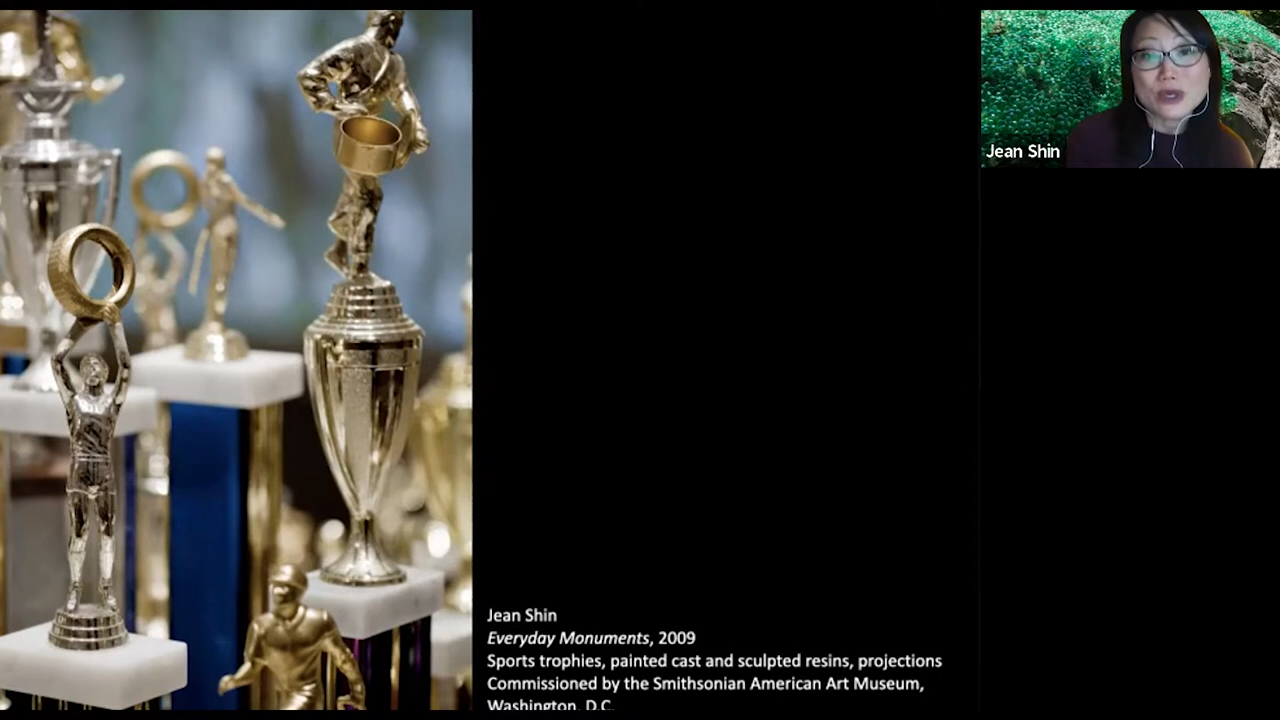 Jean Shin
Jean Shin
Everyday Monuments, 2009
Sports trophies, painted cast and sculpted resins, projections
Commissioned by the Smithsonian American Art Museum,
Washington, D.C.